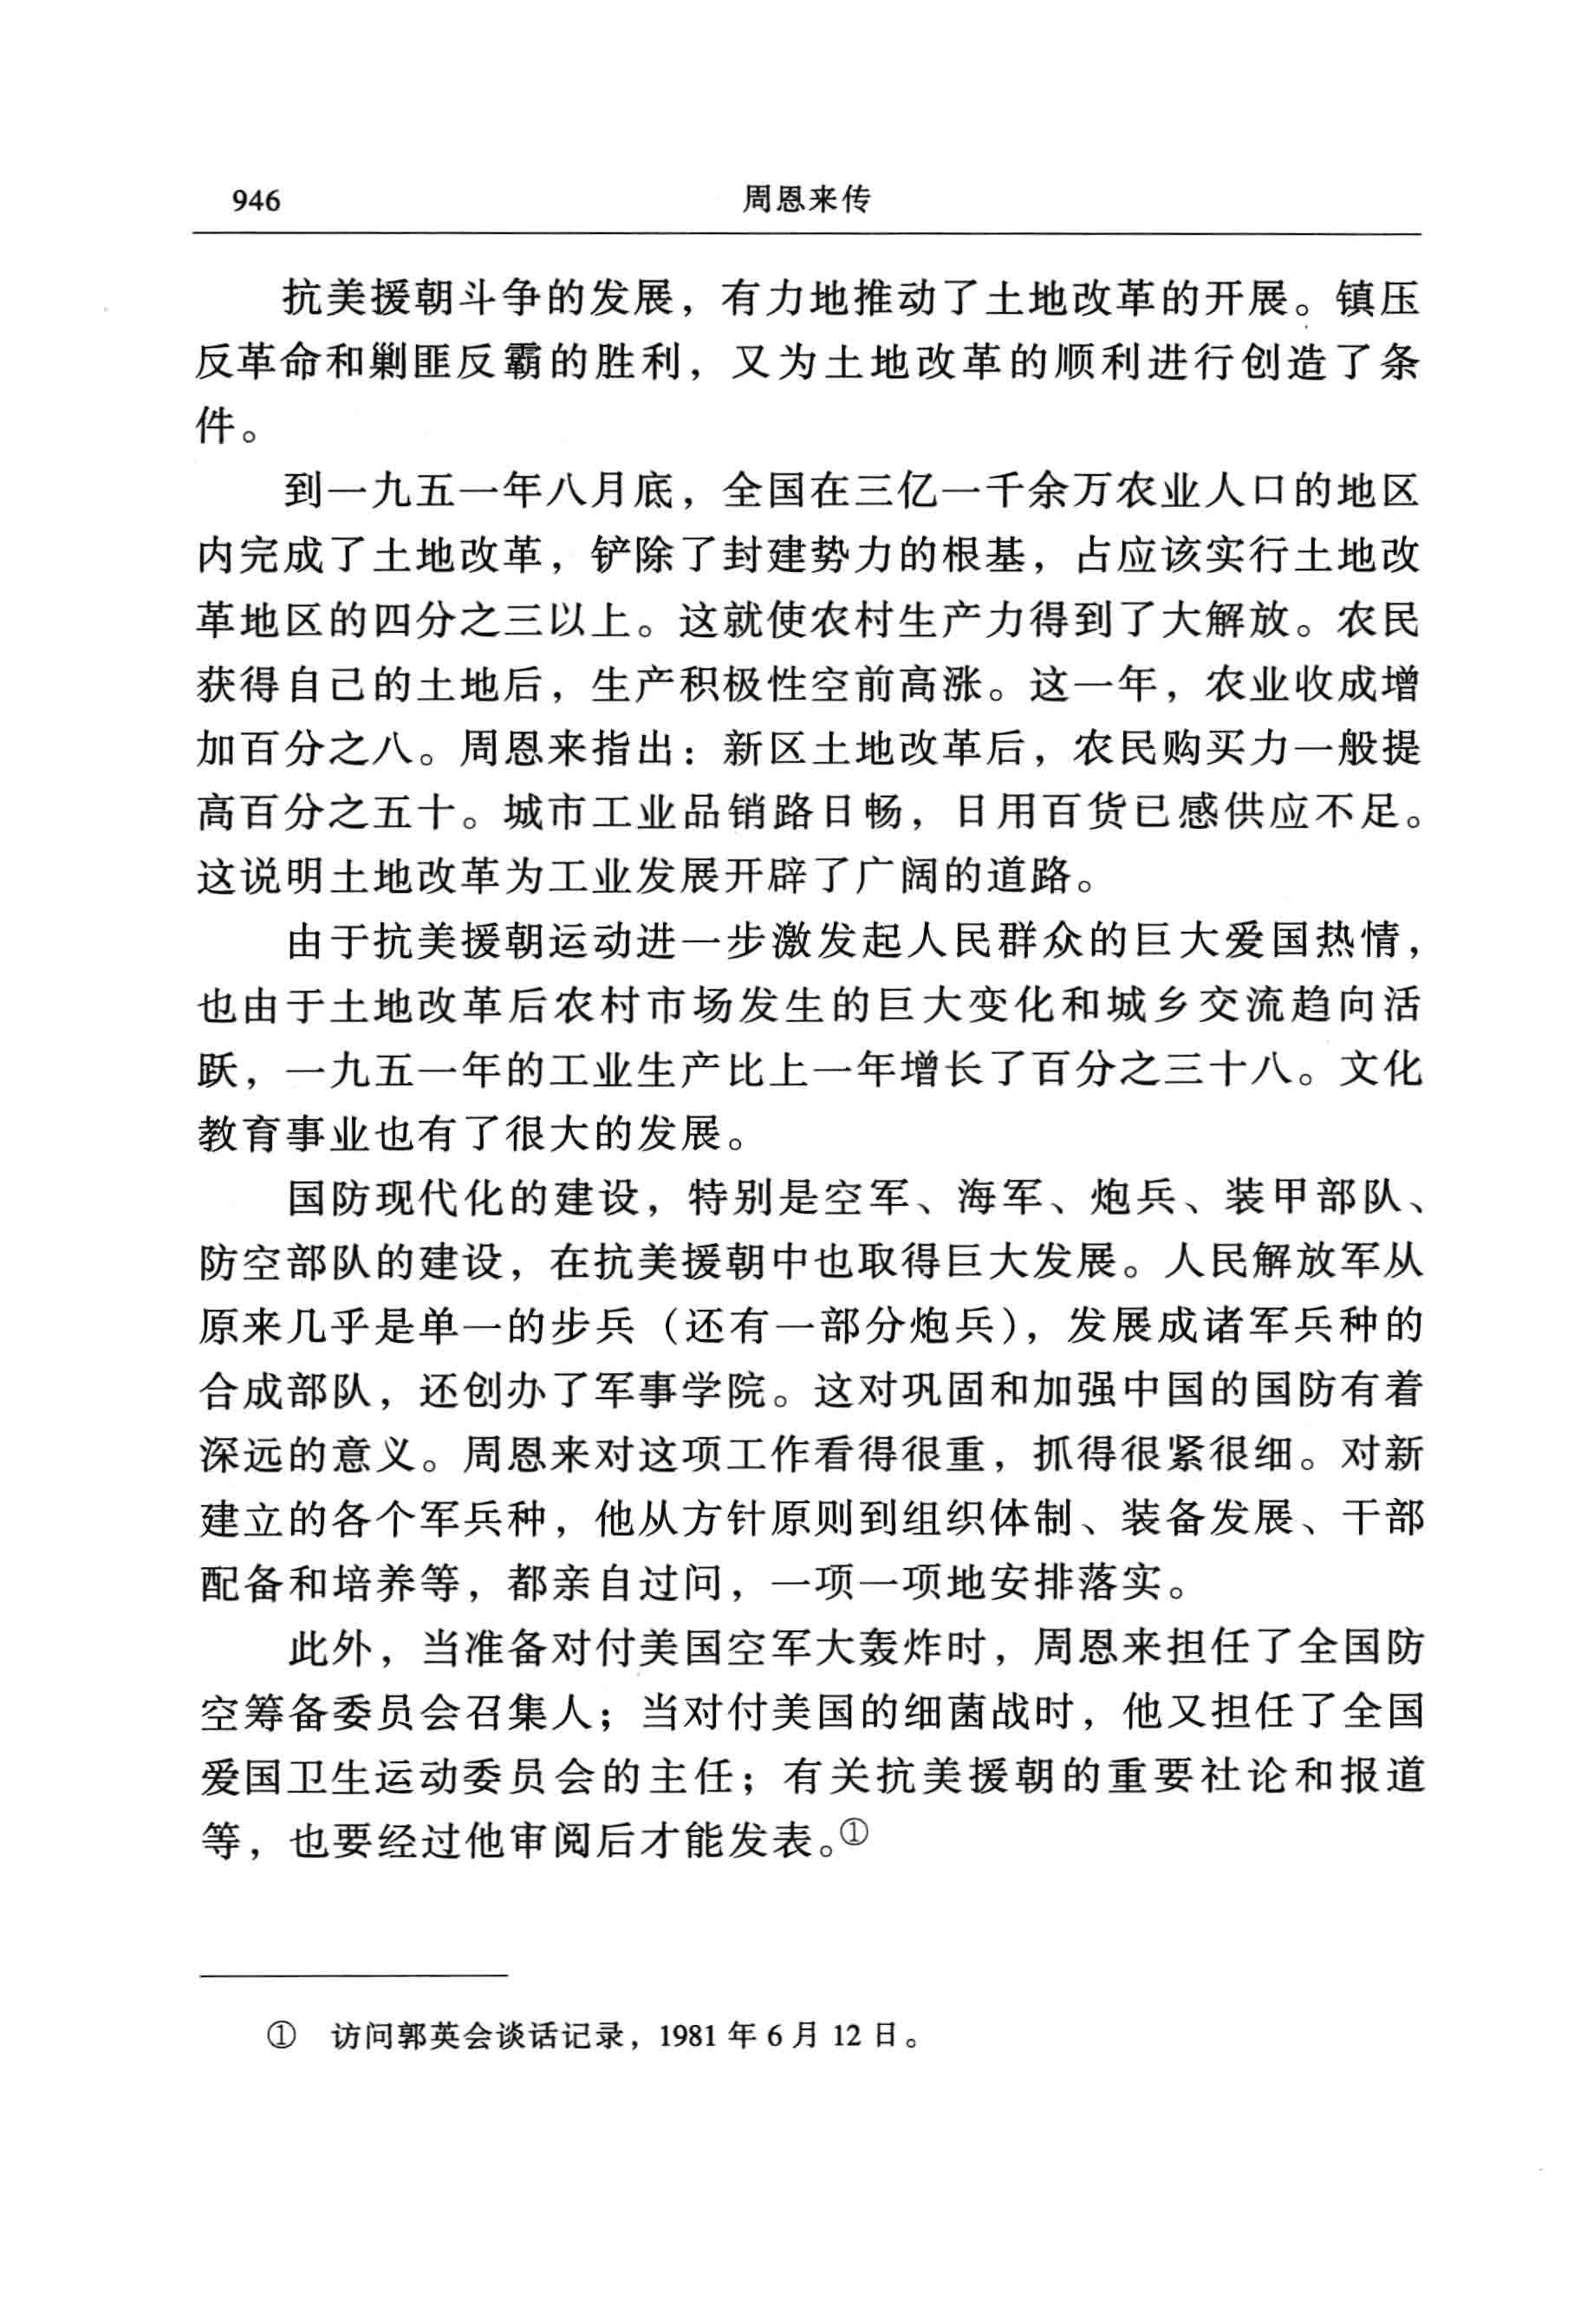 946
周恩来传
抗美援朝斗争的发展，有力地推动了土地改革的开展。镇压
反革命和剿匪反霸的胜利，又为土地改革的顺利进行创造了条
件。
到一九五一年八月底，全国在三亿一千余万农业人口的地区
内完成了土地改革，铲除了封建势力的根基，占应该实行土地改
革地区的四分之三以上。这就使农村生产力得到了大解放。农民
获得自己的土地后，生产积极性空前高涨。这一年，农业收成增
加百分之八。周恩来指出：新区土地改革后，农民购买力一般提
高百分之五十。城市工业品销路日畅，日用百货已感供应不足。
这说明土地改革为工业发展开辟了广阔的道路。
由于抗美援朝运动进一步激发起人民群众的巨大爱国热情，
也由于土地改革后农村市场发生的巨大变化和城乡交流趋向活
跃，一九五一年的工业生产比上一年增长了百分之三十八。文化
教育事业也有了很大的发展。
国防现代化的建设，特别是空军、海军、炮兵、装甲部队、
防空部队的建设，在抗美援朝中也取得巨大发展。人民解放军从
原来几乎是单一的步兵（还有一部分炮兵），发展成诸军兵种的
合成部队，还创办了军事学院。这对巩固和加强中国的国防有着
深远的意义。周恩来对这项工作看得很重，抓得很紧很细。对新
建立的各个军兵种，他从方针原则到组织体制、装备发展、干部
配备和培养等，都亲自过问，一项一项地安排落实。
此外，当准备对付美国空军大轰炸时，周恩来担任了全国防
空筹备委员会召集人；当对付美国的细菌战时，他又担任了全国
爱国卫生运动委员会的主任；有关抗美援朝的重要社论和报道
等，也要经过他审阅后才能发表。①
① 访问郭英会谈话记录，1981 年 6 月 12 日。